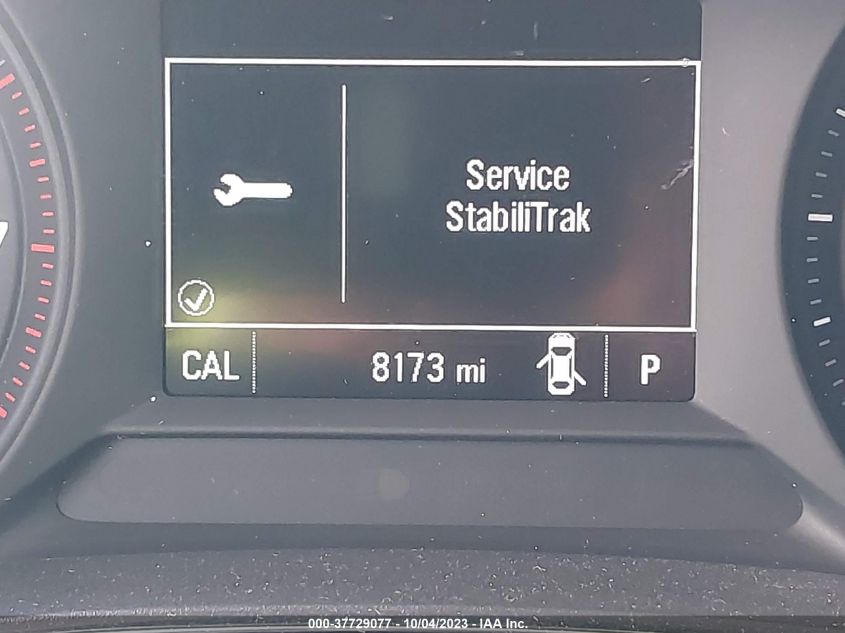 Service
StabiliTrak
CAL 8173 mi P
000-37729077 - 10/04/2023 - IAA Inc.